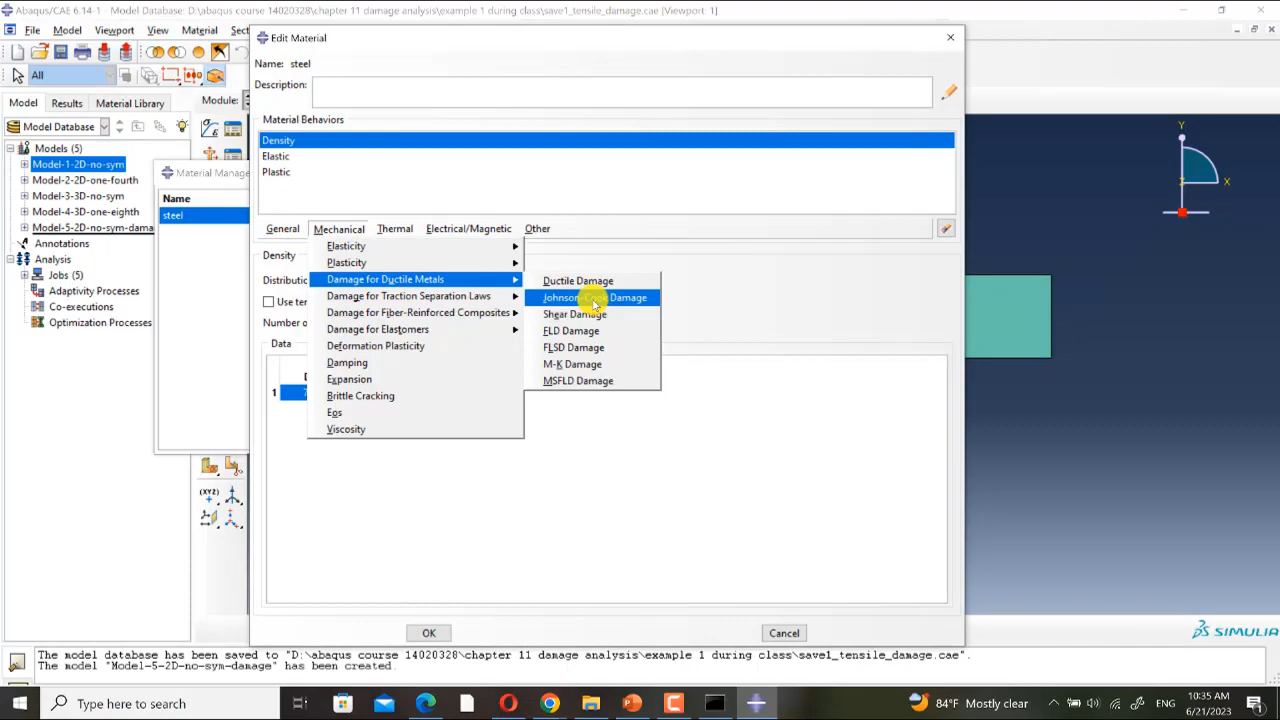 Abaqus/CAE 6.14-1 - Model Database: D:\abaqus course 14020328\chapter 11 damage analysis\example 1 during class\save1_tensile_damage.cae [Viewport: 1]
File Model Viewport View Material
Edit Material
Name: steel
All
Description:
Model Results Material Library Module:
Material Behaviors
Model Database
Density
Models (5)
Elastic
Model-1-2D-no-sym
Plastic
Material Manage
Model-2-2D-one-fourth
Model-3-3D-no-sym
Name
Model-4-3D-one-eighth
steel
Model-5-2D-no-sym-dama
General Mechanical Thermal Electrical/Magnetic Other
Annotations
Elasticity
Analysis
Density
Plasticity
Jobs (5)
Damage for Ductile Metals
Ductile Damage
Adaptivity Processes
Damage for Traction Separation Laws
Johnson-Cook Damage
Co-executions
Damage for Fiber-Reinforced Composites
Shear Damage
Optimization Processes
Damage for Elastomers
FLD Damage
Number o
Data
Deformation Plasticity
FLSD Damage
Damping
M-K Damage
Expansion
MSFLD Damage
1
Brittle Cracking
Eos
Viscosity
Y
X
(XYZ)
OK Cancel
SIMULIA
The model database has been saved to "D:\abaqus course 14020328\chapter 11 damage analysis\example 1 during class\save1_tensile_damage.cae".
The model "Model-5-2D-no-sym-damage" has been created.
Type here to search
84°F Mostly clear
ENG
10:35 AM
6/21/2023